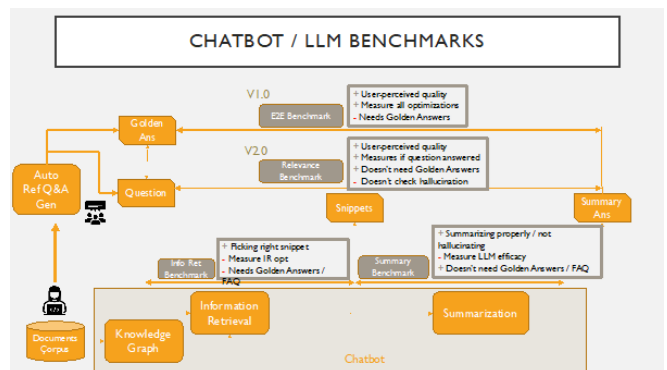 CHATBOT / LLM BENCHMARKS
V1.0
E2E Benchmark
+ User-perceived quality
+ Measure all optimizations
- Needs Golden Answers
Golden
Ans
V2.0
Relevance
Benchmark
+ User-perceived quality
+ Measures if question answered
+ Doesn't need Golden Answers
- Doesn't check hallucination
Auto
Ref Q&A
Gen
Question
Snippets
Summary
Ans
Info Ret
Benchmark
+ Picking right snippet
- Measure IR opt
- Needs Golden Answers /
FAQ
Summary
Benchmark
+ Summarizing properly / not
hallucinating
- Measure LLM efficacy
+ Doesn't need Golden Answers / FAQ
Documents
Corpus
Knowledge
Graph
Information
Retrieval
Summarization
Chatbot